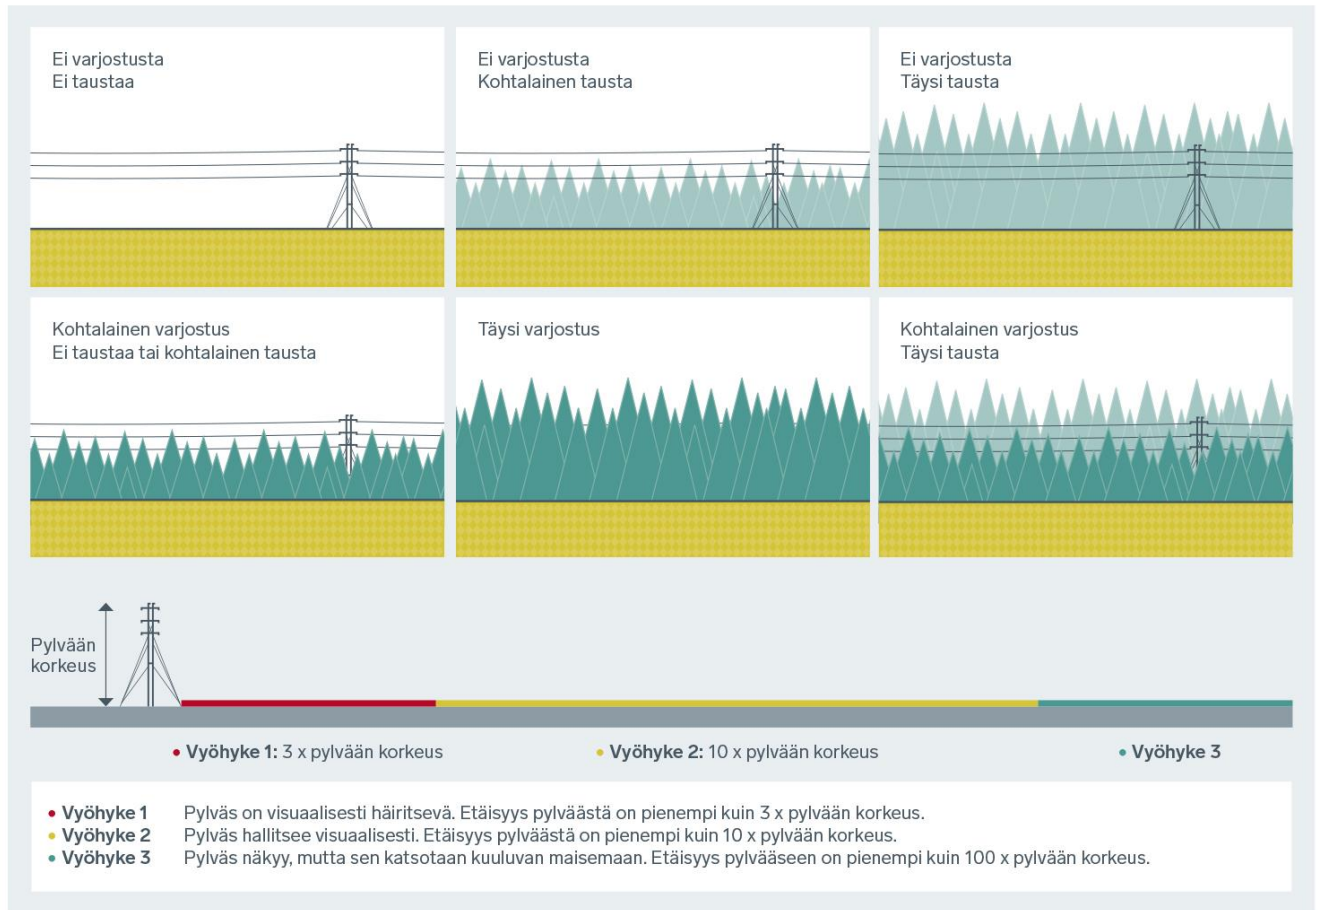 Ei varjostusta
Ei taustaa
Ei varjostusta
Kohtalainen tausta
Ei varjostusta
Täysi tausta
Kohtalainen varjostus
Ei taustaa tai kohtalainen tausta
Täysi varjostus
Kohtalainen varjostus
Täysi tausta
Pylvään
korkeus
• Vyöhyke 1: 3 x pylvään korkeus
• Vyöhyke 2: 10 x pylvään korkeus
• Vyöhyke 3
• Vyöhyke 1 Pylväs on visuaalisesti häiritsevä. Etäisyys pylväästä on pienempi kuin 3 x pylvään korkeus.
• Vyöhyke 2 Pylväs hallitsee visuaalisesti. Etäisyys pylväästä on pienempi kuin 10 x pylvään korkeus.
• Vyöhyke 3 Pylväs näkyy, mutta sen katsotaan kuuluvan maisemaan. Etäisyys pylvääseen on pienempi kuin 100 x pylvään korkeus.